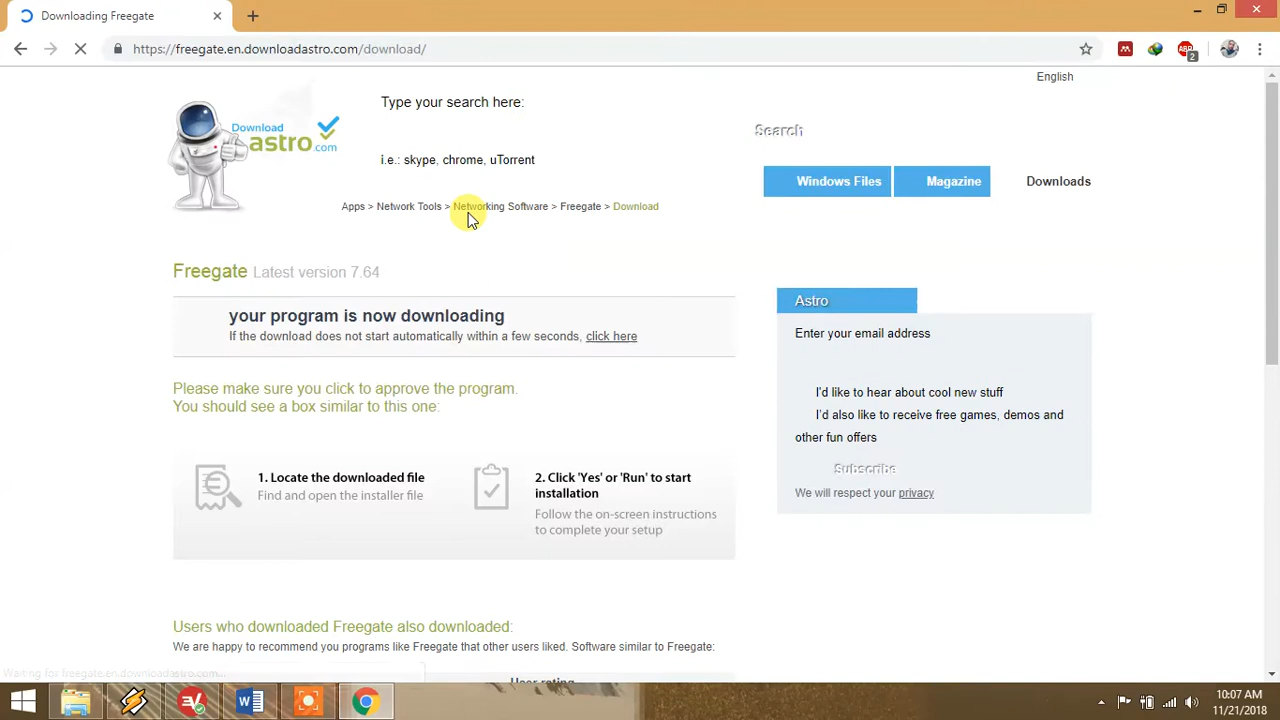 Downloading Freegate
https://freegate.en.downloadastro.com/download/
ABP
2
English
Type your search here:
Download
astro
.com
Search
i.e.: skype, chrome, uTorrent
Windows Files
Magazine
Downloads
Apps > Network Tools > Networking Software > Freegate > Download
Freegate Latest version 7.64
your program is now downloading
If the download does not start automatically within a few seconds, click here
Astro
Enter your email address
I'd like to hear about cool new stuff
I'd also like to receive free games, demos and
other fun offers
Subscribe
We will respect your privacy
Please make sure you click to approve the program.
You should see a box similar to this one:
1. Locate the downloaded file
Find and open the installer file
2. Click 'Yes' or 'Run' to start
installation
Follow the on-screen instructions
to complete your setup
Users who downloaded Freegate also downloaded:
We are happy to recommend you programs like Freegate that other users liked. Software similar to Freegate:
Waiting for freegate.en.downloadastro.com...
User rating
10:07 AM
11/21/2018